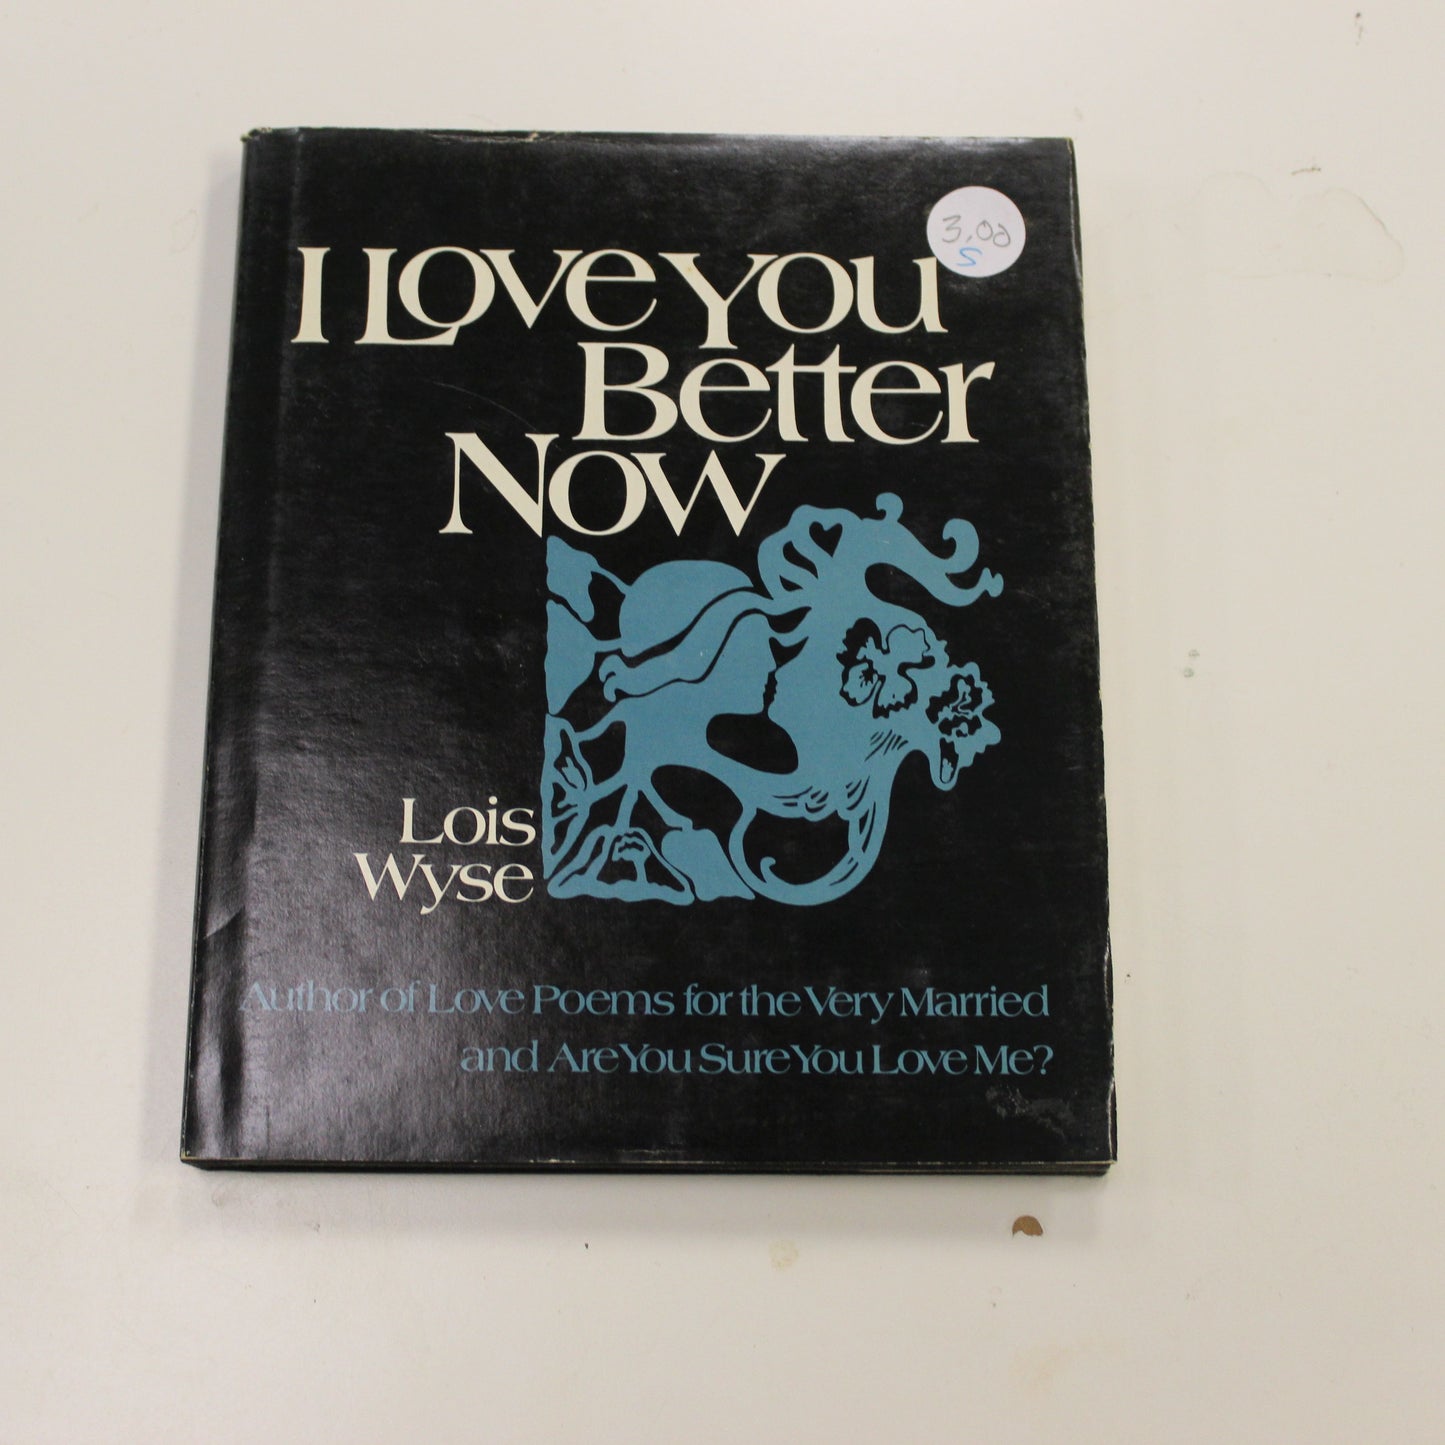 3.00
S
I Love You
Better
Now
Lois
Wyse
Author of Love Poems for the Very Married
and Are You Sure You Love Me?